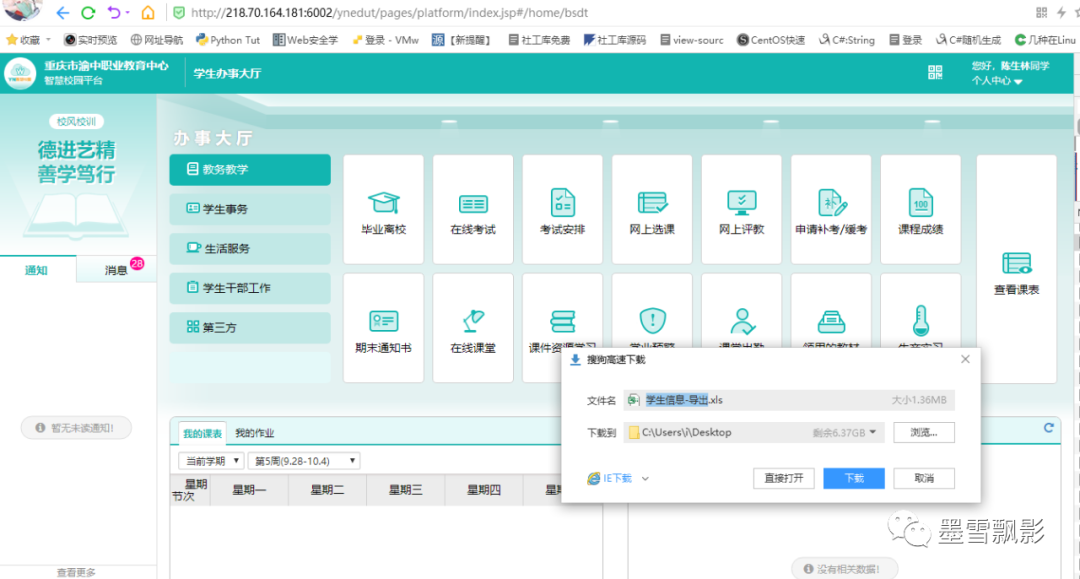 http://218.70.164.181:6002/ynedut/pages/platform/index.jsp#/home/bsdt
收藏 实时预览 网址导航 Python Tut Web安全学 登录 - VMw 源 【新提醒】 社工库免费 社工库源码 view-sourc CentOS快速 C#:String 登录 C#随机生成 几种在Linu
重庆市渝中职业教育中心
智慧校园平台
学生办事大厅
您好，陈生林同学
个人中心
校风校训
德进艺精
善学笃行
通知 消息 28
暂无未读通知!
查看更多
办事大厅
教务教学
学生事务
生活服务
学生干部工作
第三方
毕业离校 在线考试 考试安排 网上选课 网上评教 申请补考/缓考 课程成绩
查看课表
期末通知书 在线课堂 课件资源学习
搜狗高速下载
文件名 学生信息-导出.xls 大小1.36MB
下载到 C:\Users\j\Desktop 剩余6.37GB 浏览...
IE下载 直接打开 下载 取消
我的课表 我的作业
当前学期 第5周(9.28-10.4)
星期
节次
星期一 星期二 星期三 星期四 星
没有相关数据!
墨雪飘影